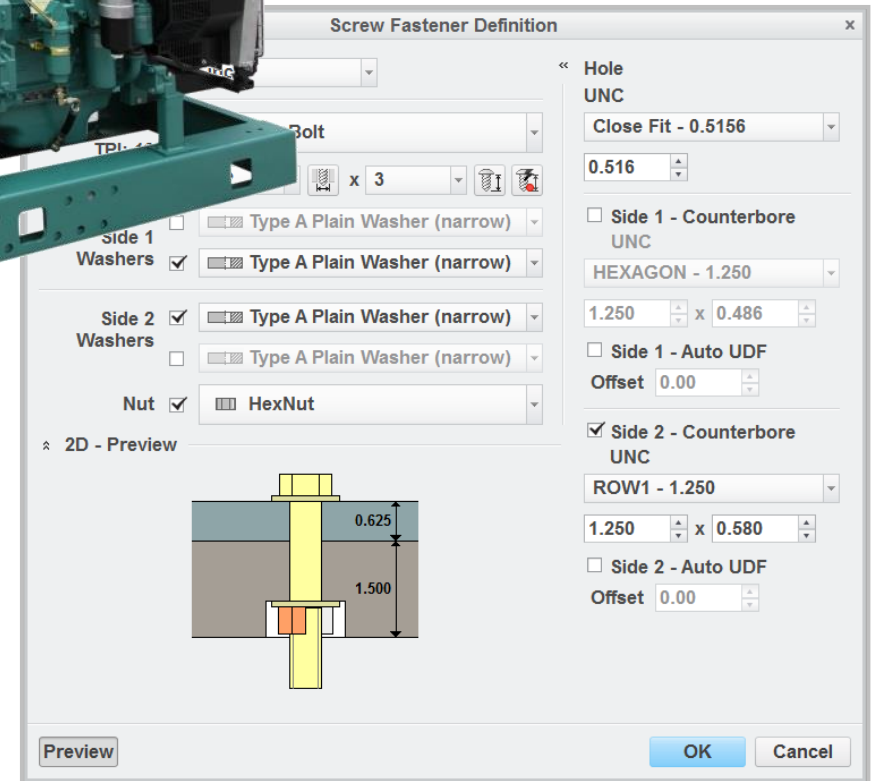 Screw Fastener Definition
x
Bolt
TPI:
x 3
Side 1
Washers
Type A Plain Washer (narrow)
Type A Plain Washer (narrow)
Side 2
Washers
Type A Plain Washer (narrow)
Type A Plain Washer (narrow)
Nut
HexNut
2D - Preview
0.625
1.500
«
Hole
UNC
Close Fit - 0.5156
0.516
Side 1 - Counterbore
UNC
HEXAGON - 1.250
1.250 x 0.486
Side 1 - Auto UDF
Offset 0.00
Side 2 - Counterbore
UNC
ROW1 - 1.250
1.250 x 0.580
Side 2 - Auto UDF
Offset 0.00
Preview
OK
Cancel